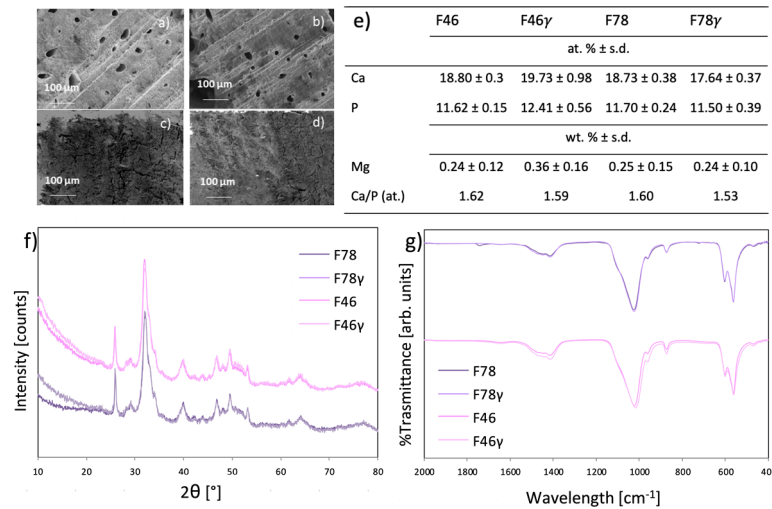 a)
100 µm
b)
100 µm
c)
100 µm
d)
100 µm
e) F46 F46γ F78 F78γ
at. % ± s.d.
Ca 18.80 ± 0.3 19.73 ± 0.98 18.73 ± 0.38 17.64 ± 0.37
P 11.62 ± 0.15 12.41 ± 0.56 11.70 ± 0.24 11.50 ± 0.39
wt. % ± s.d.
Mg 0.24 ± 0.12 0.36 ± 0.16 0.25 ± 0.15 0.24 ± 0.10
Ca/P (at.) 1.62 1.59 1.60 1.53
f)
F78
F78γ
F46
F46γ
Intensity [counts]
10 20 30 40 50 60 70 80
2θ [°]
g)
F78
F78γ
F46
F46γ
%Trasmittance [arb. units]
2000 1600 1200 800 40
Wavelength [cm-1]